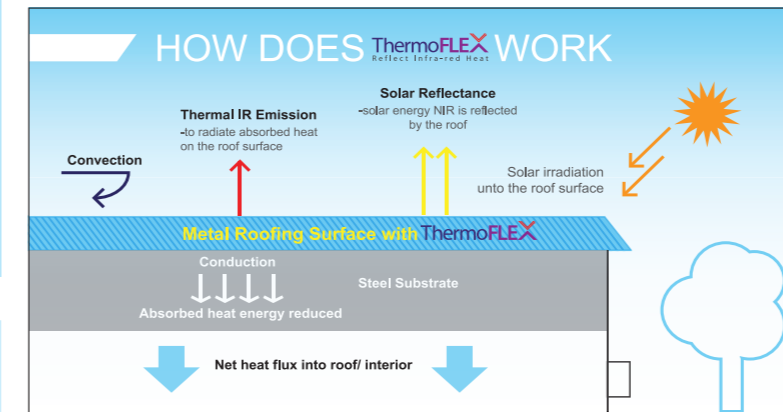 HOW DOES ThermoFLEX WORK
Reflect Infra-red Heat
Solar Reflectance
-solar energy NIR is reflected
by the roof
Thermal IR Emission
-to radiate absorbed heat
on the roof surface
Convection
Solar irradiation
unto the roof surface
Metal Roofing Surface with ThermoFLEX
Conduction
Steel Substrate
Absorbed heat energy reduced
Net heat flux into roof/ interior